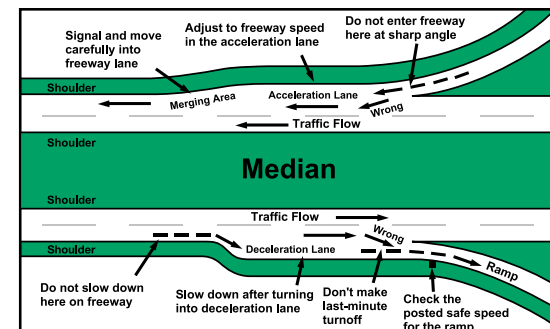 Signal and move
carefully into
freeway lane
Adjust to freeway speed
in the acceleration lane
Do not enter freeway
here at sharp angle
Shoulder
Merging Area
Acceleration Lane
Wrong
Shoulder
Traffic Flow
Median
Shoulder
Traffic Flow
Shoulder
Deceleration Lane
Wrong
Ramp
Do not slow down
here on freeway
Slow down after turning
into deceleration lane
Don't make
last-minute
turnoff
Check the
posted safe speed
for the ramp